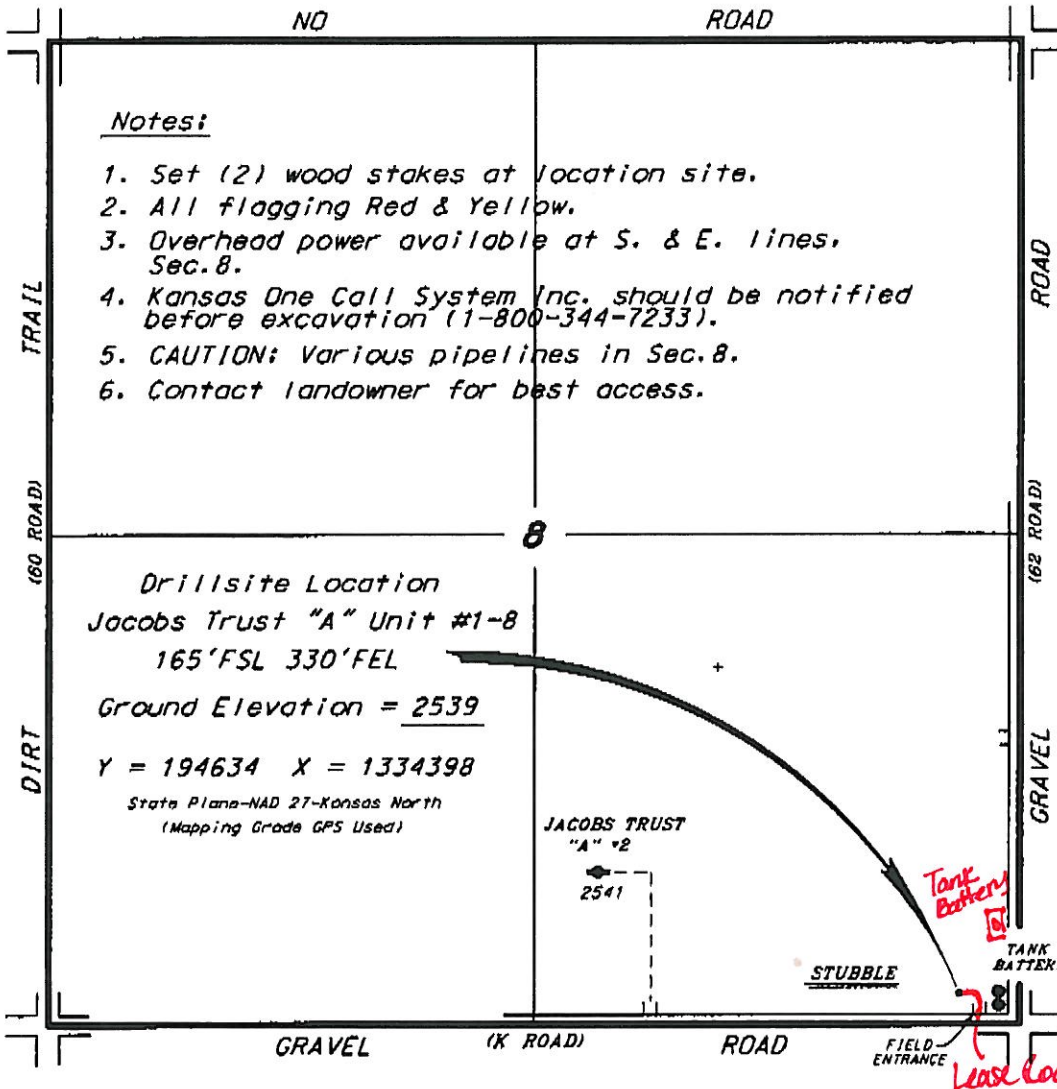 NO ROAD
Notes:
1. Set (2) wood stakes at location site.
2. All flagging Red & Yellow.
3. Overhead power available at S. & E. lines,
Sec.8.
4. Kansas One Call System Inc. should be notified
before excavation (1-800-344-7233).
5. CAUTION: Various pipelines in Sec.8.
6. Contact landowner for best access.
TRAIL
(60 ROAD)
DIRT
ROAD
(62 ROAD)
GRAVEL
8
Drillsite Location
Jacobs Trust "A" Unit #1-8
165'FSL 330'FEL
Ground Elevation = 2539
Y = 194634 X = 1334398
State Plane-NAD 27-Kansas North
(Mapping Grade GPS Used)
JACOBS TRUST
"A" #2
2541
Tank
Battery
TANK
BATTER
STUBBLE
FIELD
ENTRANCE
Lease
GRAVEL (K ROAD) ROAD